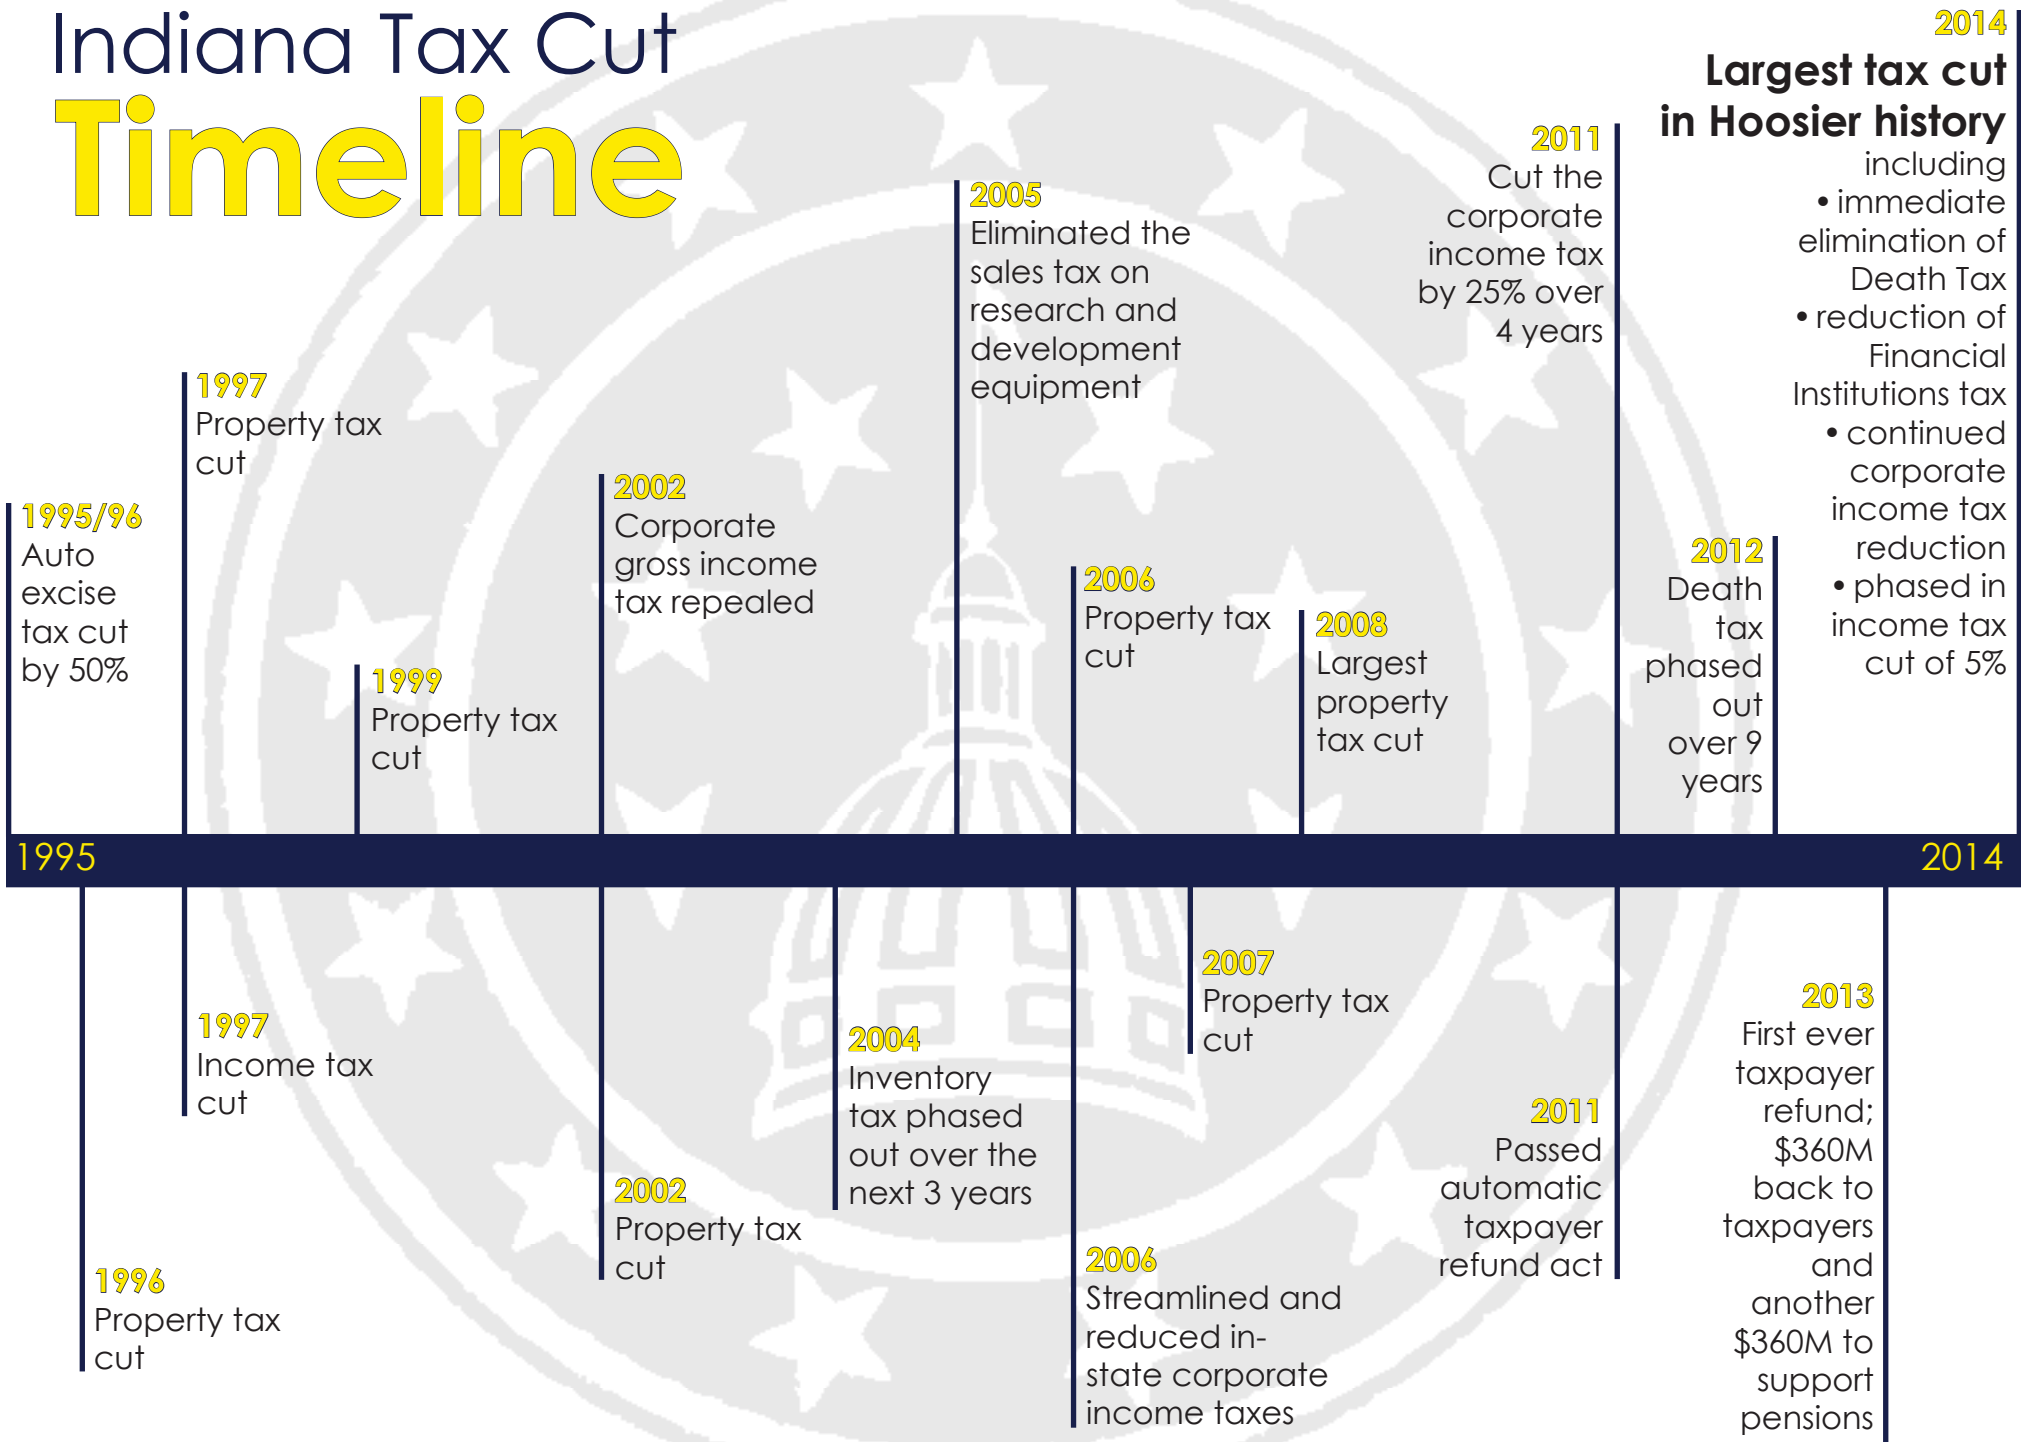 Indiana Tax Cut
Timeline
1995/96
Auto
excise
tax cut
by 50%
1997
Property tax
cut
1999
Property tax
cut
2002
Corporate
gross income
tax repealed
2005
Eliminated the
sales tax on
research and
development
equipment
2006
Property tax
cut
2008
Largest
property
tax cut
2011
Cut the
corporate
income tax
by 25% over
4 years
2012
Death
tax
phased
out
over 9
years
2014
Largest tax cut
in Hoosier history
including
• immediate
elimination of
Death Tax
• reduction of
Financial
Institutions tax
• continued
corporate
income tax
reduction
• phased in
income tax
cut of 5%
1995
2014
1996
Property tax
cut
1997
Income tax
cut
2002
Property tax
cut
2004
Inventory
tax phased
out over the
next 3 years
2006
Streamlined and
reduced in-
state corporate
income taxes
2007
Property tax
cut
2011
Passed
automatic
taxpayer
refund act
2013
First ever
taxpayer
refund;
$360M
back to
taxpayers
and
another
$360M to
support
pensions